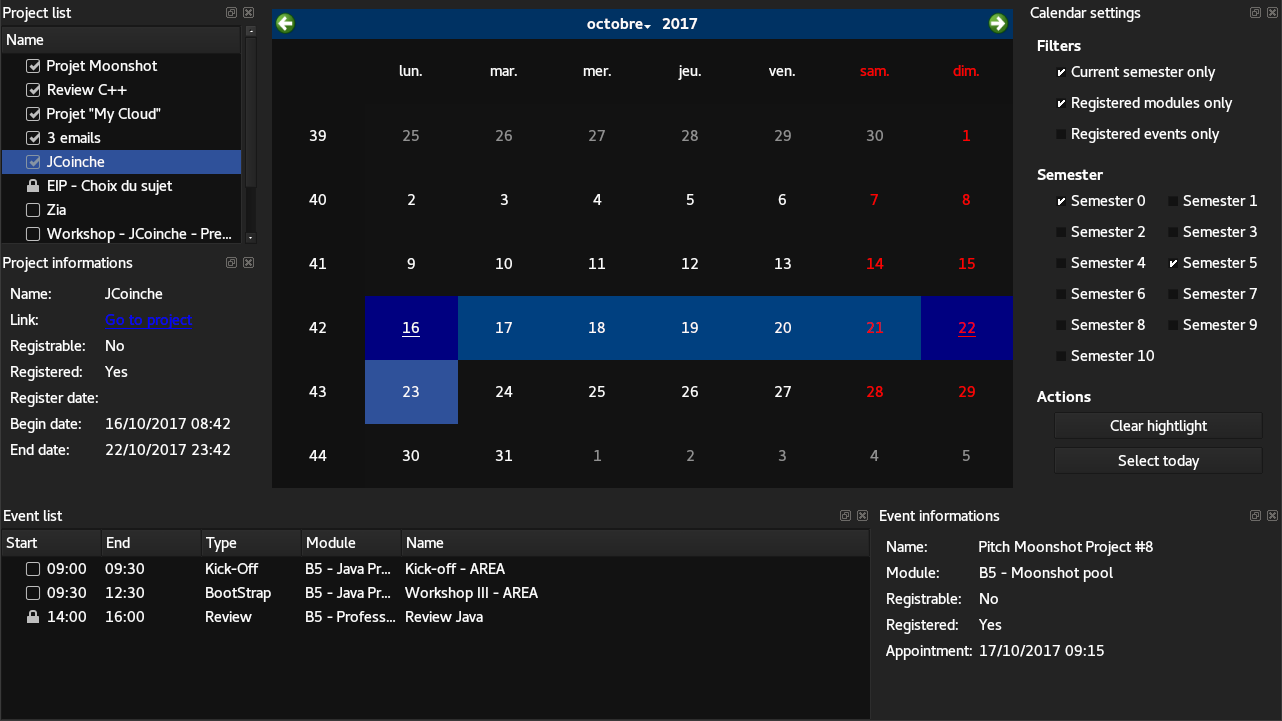 Project list
Name
Projet Moonshot
Review C++
Projet "My Cloud"
3 emails
JCoinche
EIP - Choix du sujet
Zia
Workshop - JCoinche - Pre...
Project informations
Name: JCoinche
Link: Go to project
Registrable: No
Registered: Yes
Register date:
Begin date: 16/10/2017 08:42
End date: 22/10/2017 23:42
octobre 2017
lun. mar. mer. jeu. ven. sam. dim.
39 25 26 27 28 29 30 1
40 2 3 4 5 6 7 8
41 9 10 11 12 13 14 15
42 16 17 18 19 20 21 22
43 23 24 25 26 27 28 29
44 30 31 1 2 3 4 5
Calendar settings
Filters
Current semester only
Registered modules only
Registered events only
Semester
Semester 0 Semester 1
Semester 2 Semester 3
Semester 4 Semester 5
Semester 6 Semester 7
Semester 8 Semester 9
Semester 10
Actions
Clear hightlight
Select today
Event list
Start End Type Module Name
09:00 09:30 Kick-Off B5 - Java Pr... Kick-off - AREA
09:30 12:30 BootStrap B5 - Java Pr... Workshop III - AREA
14:00 16:00 Review B5 - Profess... Review Java
Event informations
Name: Pitch Moonshot Project #8
Module: B5 - Moonshot pool
Registrable: No
Registered: Yes
Appointment: 17/10/2017 09:15